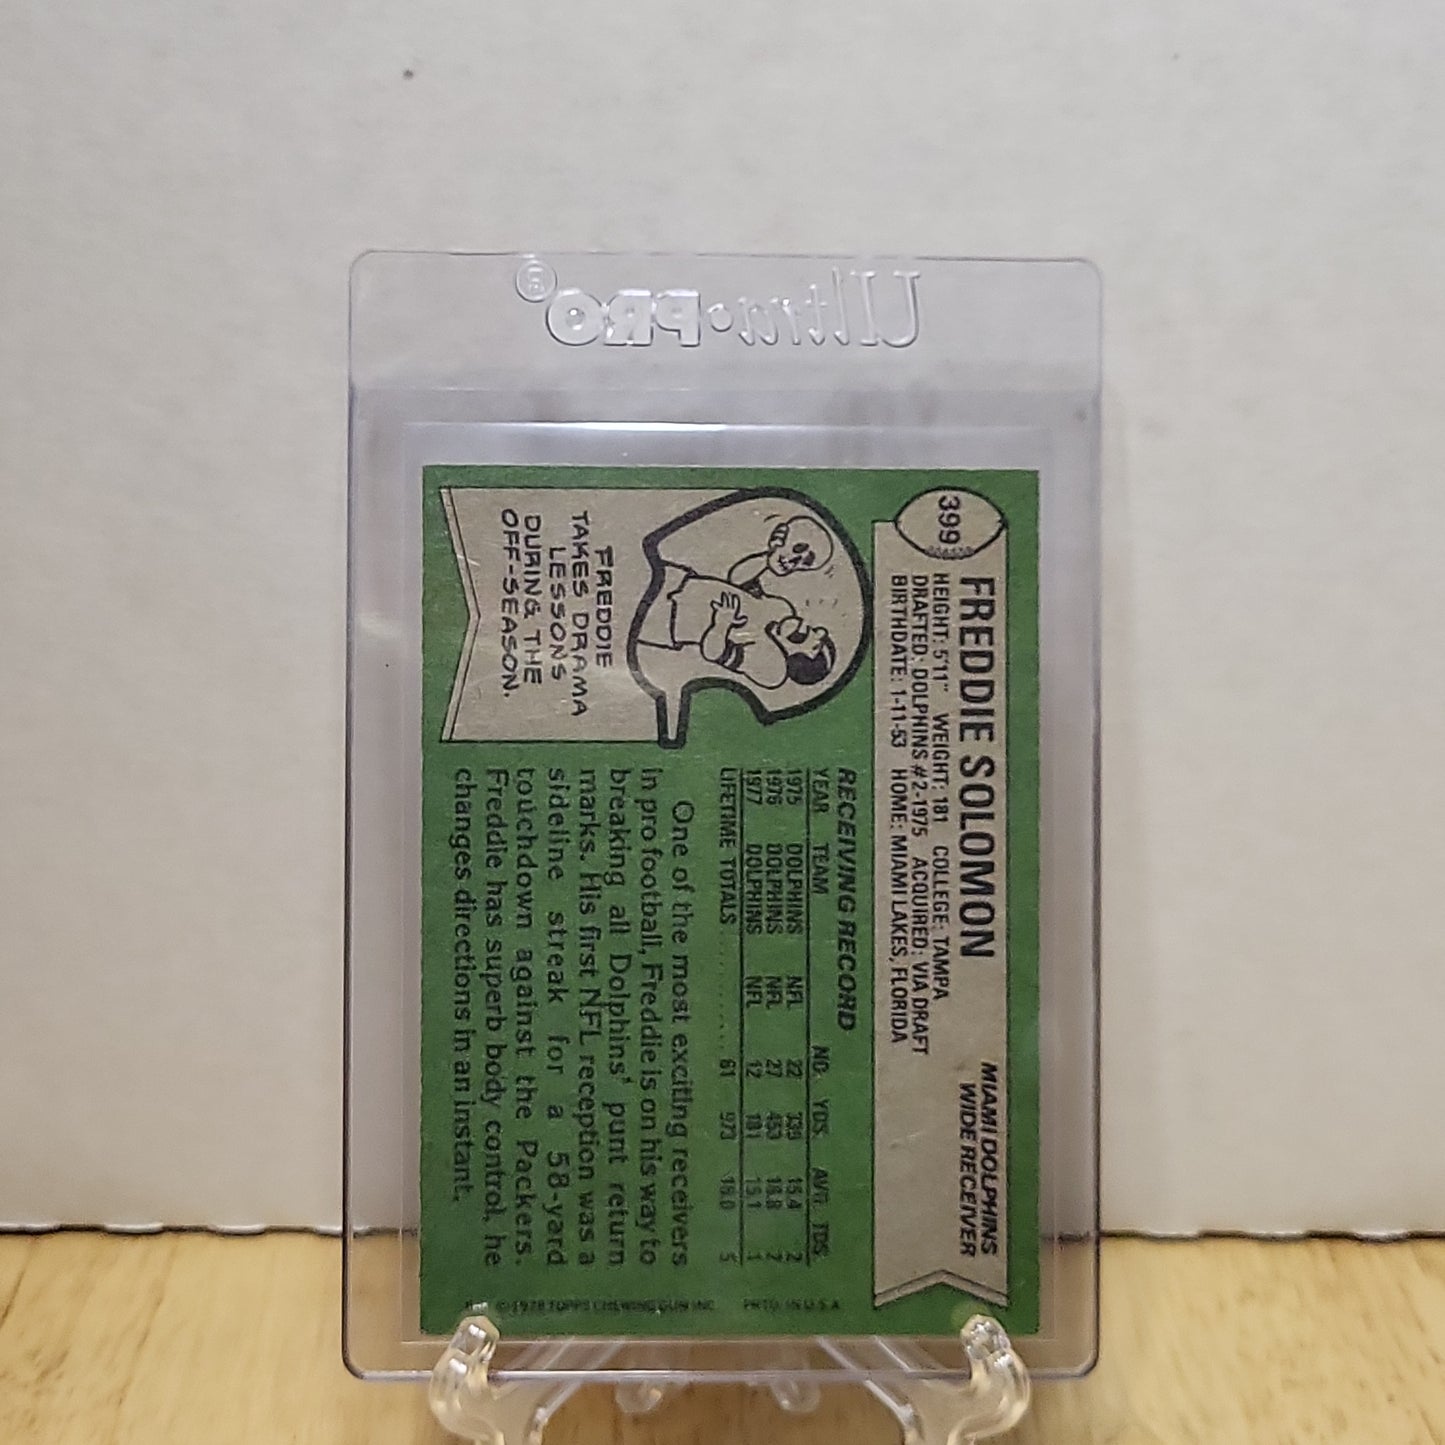 Ultra•PRO®
399
FREDDIE SOLOMON
MIAMI DOLPHINS
WIDE RECEIVER
HEIGHT: 5'11" WEIGHT: 181 COLLEGE: TAMPA
DRAFTED: DOLPHINS #2-1975 ACQUIRED: VIA DRAFT
BIRTHDATE: 1-11-53 HOME: MIAMI LAKES, FLORIDA
FREDDIE
TAKES DRAMA
LESSONS
DURING THE
OFF-SEASON.
RECEIVING RECORD
YEAR TEAM NO. YDS. AVG. TDS.
1975 DOLPHINS NFL 22 339 15.4 2
1976 DOLPHINS NFL 27 453 16.8 2
1977 DOLPHINS NFL 12 181 15.1 1
LIFETIME TOTALS ........ 61 973 16.0 5
One of the most exciting receivers
in pro football, Freddie is on his way to
breaking all Dolphins' punt return
marks. His first NFL reception was a
sideline streak for a 58-yard
touchdown against the Packers.
Freddie has superb body control, he
changes directions in an instant.
© 1978 TOPPS CHEWING GUM INC. PRTD. IN U.S.A.